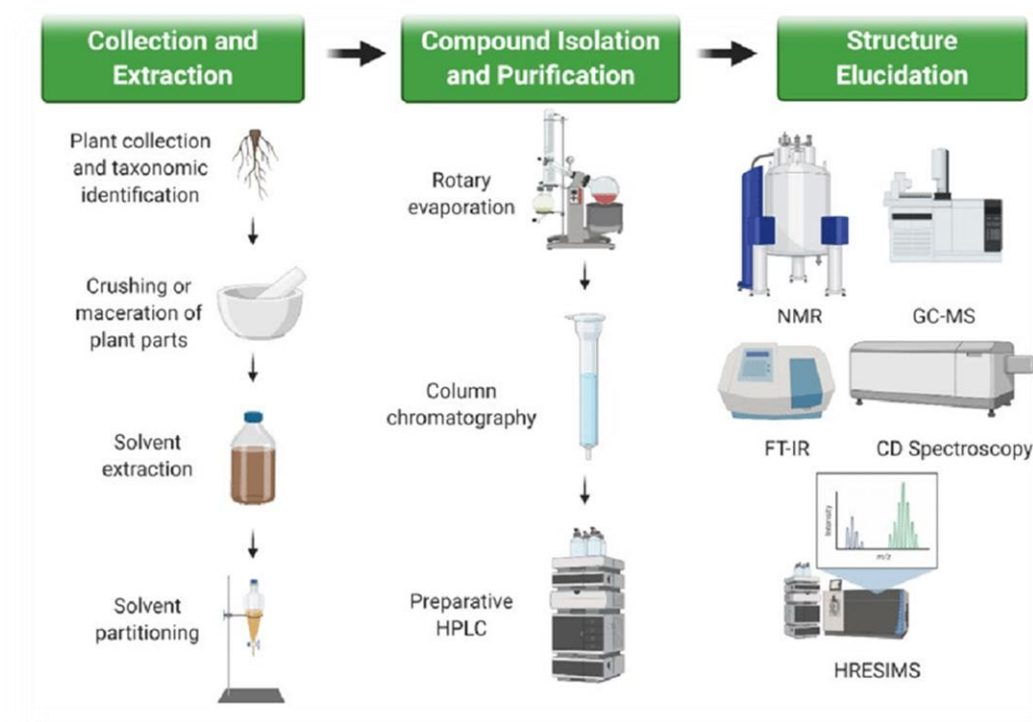 Collection and
Extraction
Compound Isolation
and Purification
Structure
Elucidation
Plant collection
and taxonomic
identification
Crushing or
maceration of
plant parts
Solvent
extraction
Solvent
partitioning
Rotary
evaporation
Column
chromatography
Preparative
HPLC
NMR
GC-MS
FT-IR
CD Spectroscopy
Intensity
m/z
HRESIMS